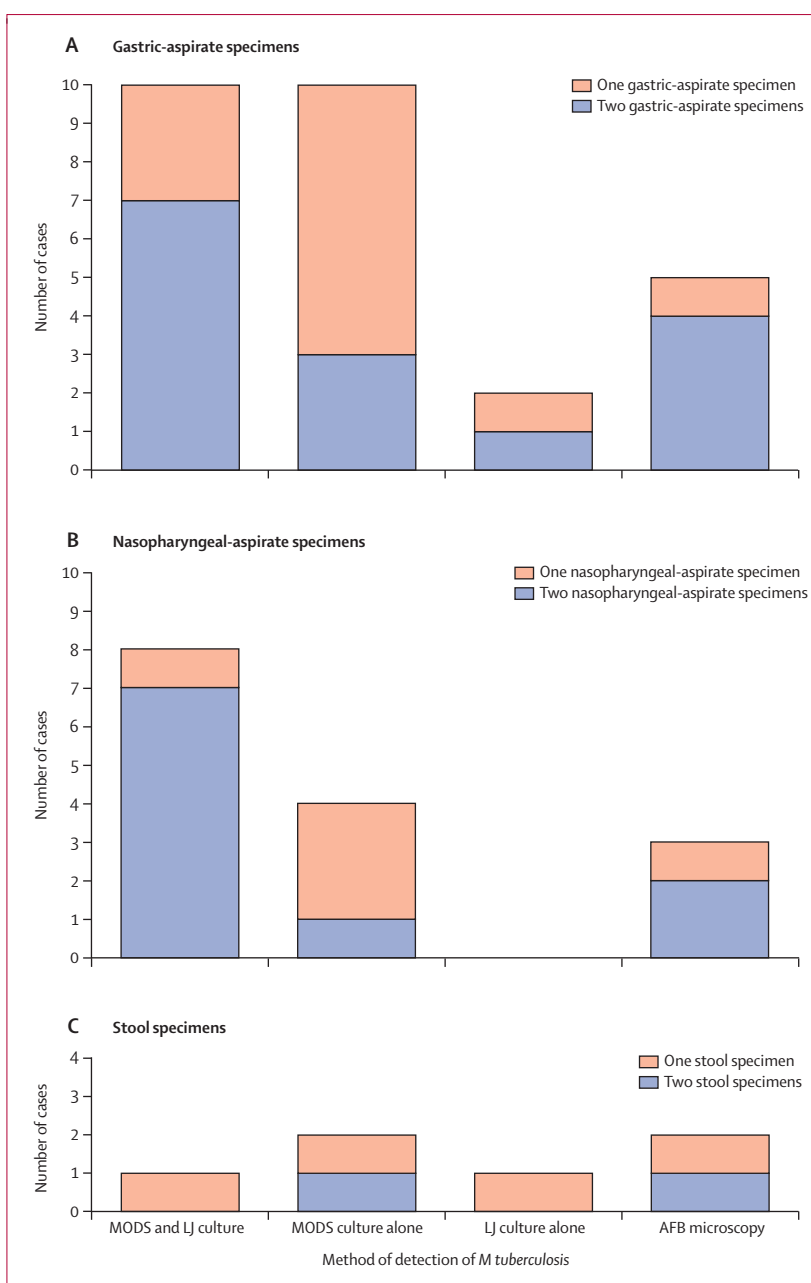 A Gastric-aspirate specimens
One gastric-aspirate specimen
Two gastric-aspirate specimens
10
9
8
7
6
5
4
3
2
1
0
Number of cases
B Nasopharyngeal-aspirate specimens
One nasopharyngeal-aspirate specimen
Two nasopharyngeal-aspirate specimens
10
9
8
7
6
5
4
3
2
1
0
Number of cases
C Stool specimens
One stool specimen
Two stool specimens
4
3
2
1
0
Number of cases
MODS and LJ culture
MODS culture alone
LJ culture alone
AFB microscopy
Method of detection of M tuberculosis